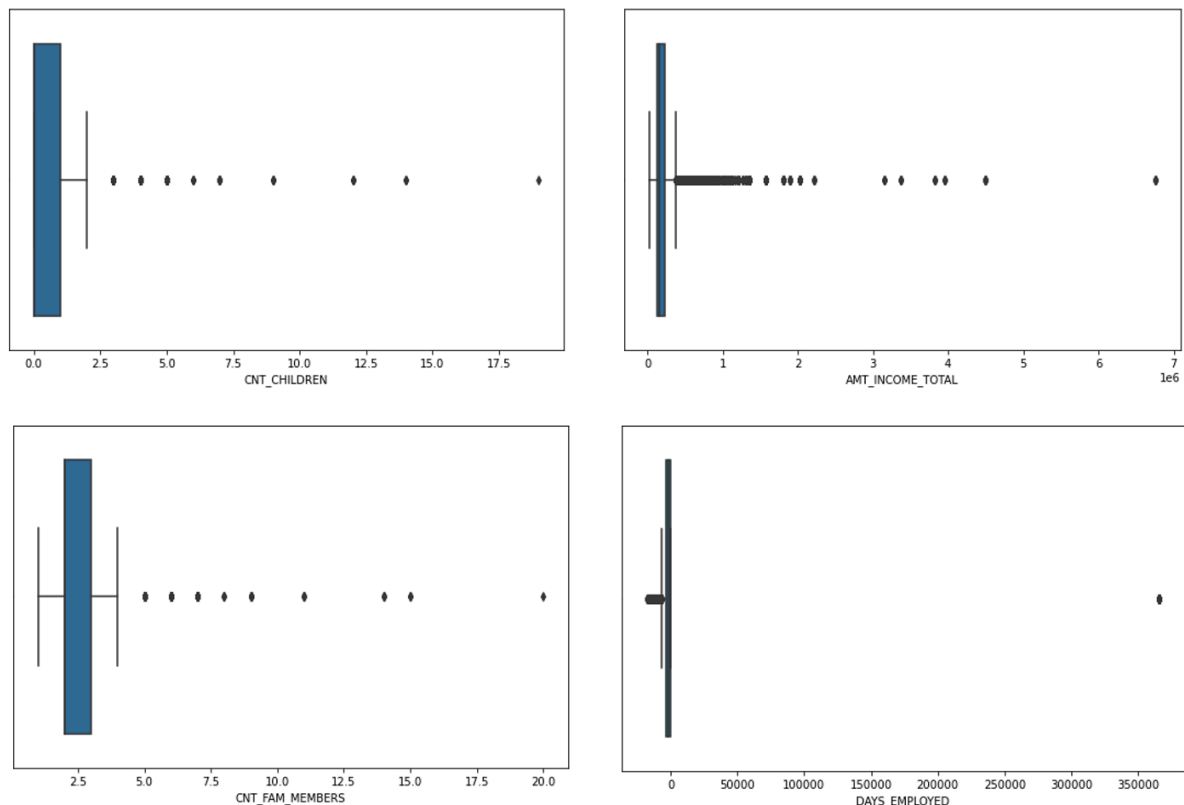 0.0 2.5 5.0 7.5 10.0 12.5 15.0 17.5
CNT_CHILDREN
0 1 2 3 4 5 6 7
1e6
AMT_INCOME_TOTAL
2.5 5.0 7.5 10.0 12.5 15.0 17.5 20.0
CNT_FAM_MEMBERS
0 50000 100000 150000 200000 250000 300000 350000
DAYS_EMPLOYED